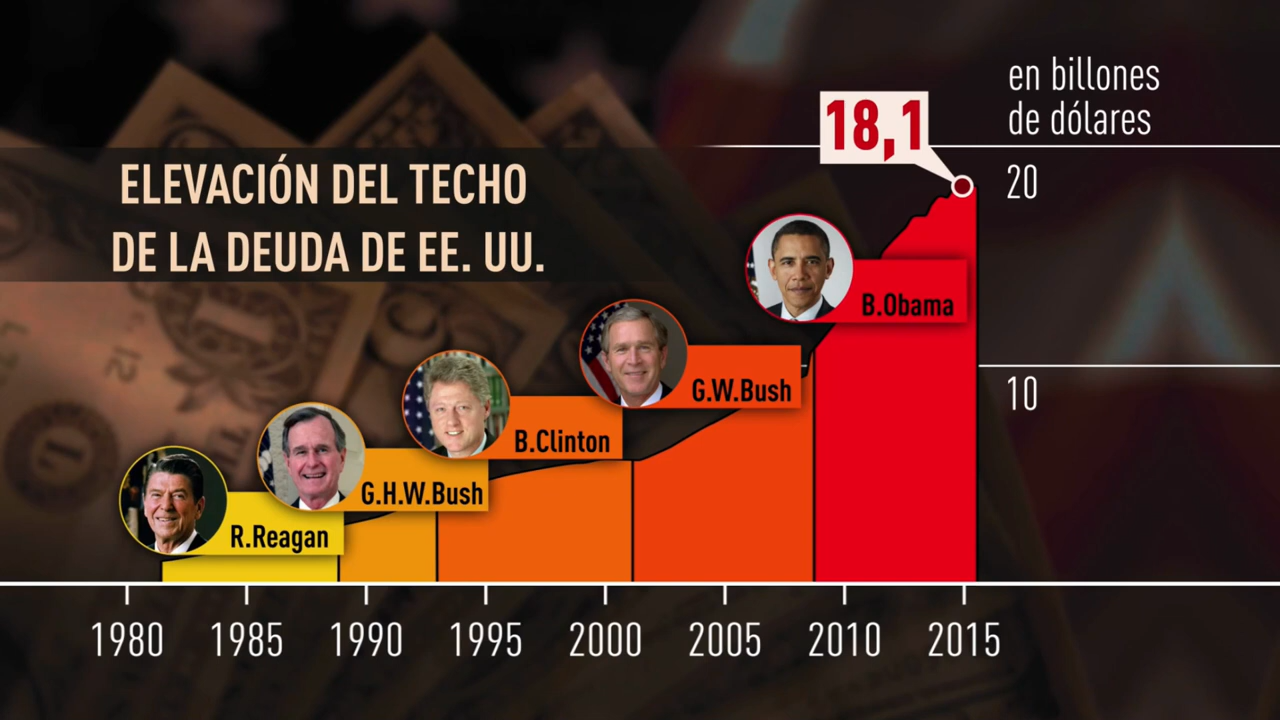 ELEVACIÓN DEL TECHO
DE LA DEUDA DE EE. UU.
en billones
de dólares
18,1
20
10
B.Obama
G.W.Bush
B.Clinton
G.H.W.Bush
R.Reagan
1980 1985 1990 1995 2000 2005 2010 2015